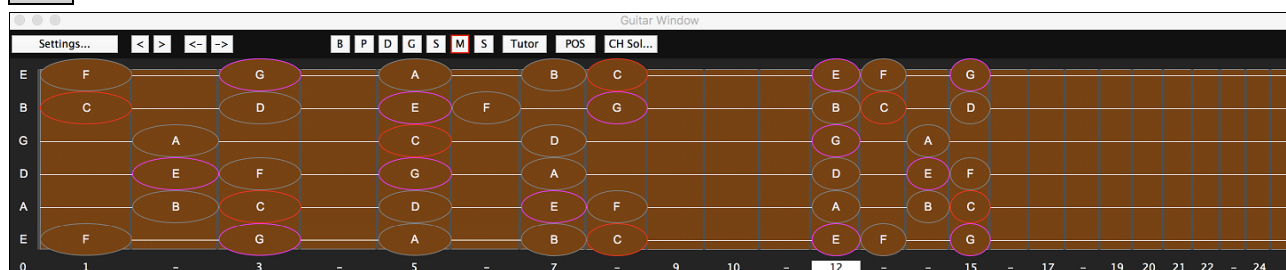 Guitar Window
Settings... < > <- -> B P D G S M S Tutor POS CH Sol...
E F G A B C E F G
B C D E F G B C D
G A C D G A
D E F G A D E F
A B C D E F A B C
E F G A B C E F G
0 1 - 3 - 5 - 7 - 9 10 - 12 - - 15 - 17 - 19 20 21 22 - 24